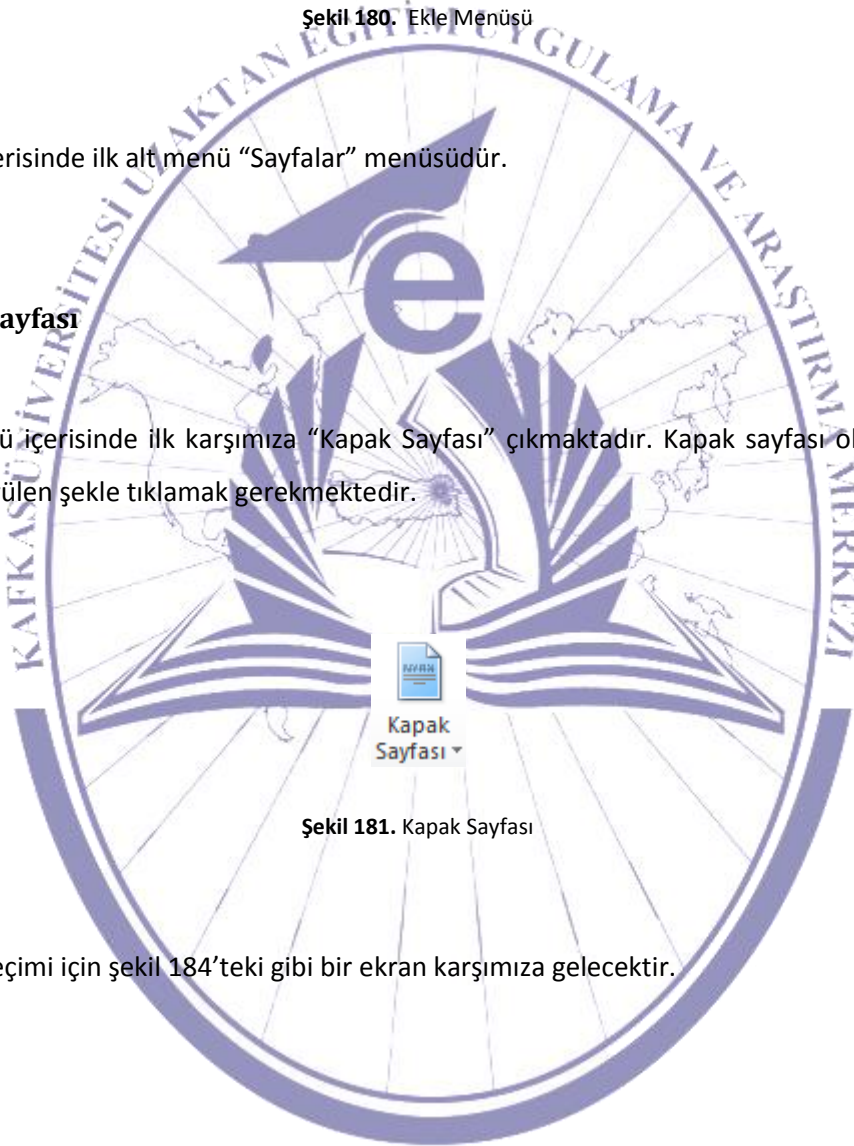 Şekil 180. Ekle Menüsü
KAFKAS ÜNİVERSİTESİ UZAKTAN EĞİTİM UYGULAMA VE ARAŞTIRMA MERKEZİ
erisinde ilk alt menü “Sayfalar” menüsüdür.
e
ayfası
ü içerisinde ilk karşımıza “Kapak Sayfası” çıkmaktadır. Kapak sayfası ol
ülen şekle tıklamak gerekmektedir.
Kapak
Sayfası
Şekil 181. Kapak Sayfası
eçimi için şekil 184’teki gibi bir ekran karşımıza gelecektir.